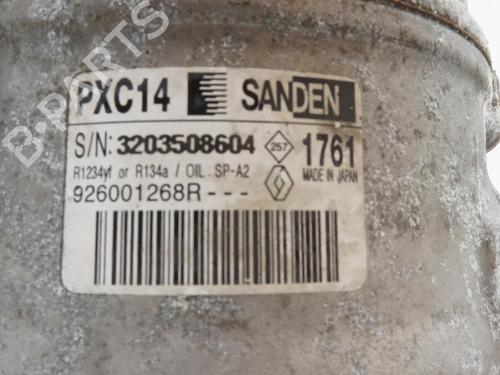 PXC14 SANDEN
S/N: 3203508604 257 1761
R1234yf or R134a / OIL : SP-A2 MADE IN JAPAN
926001268R---
B-PARTS